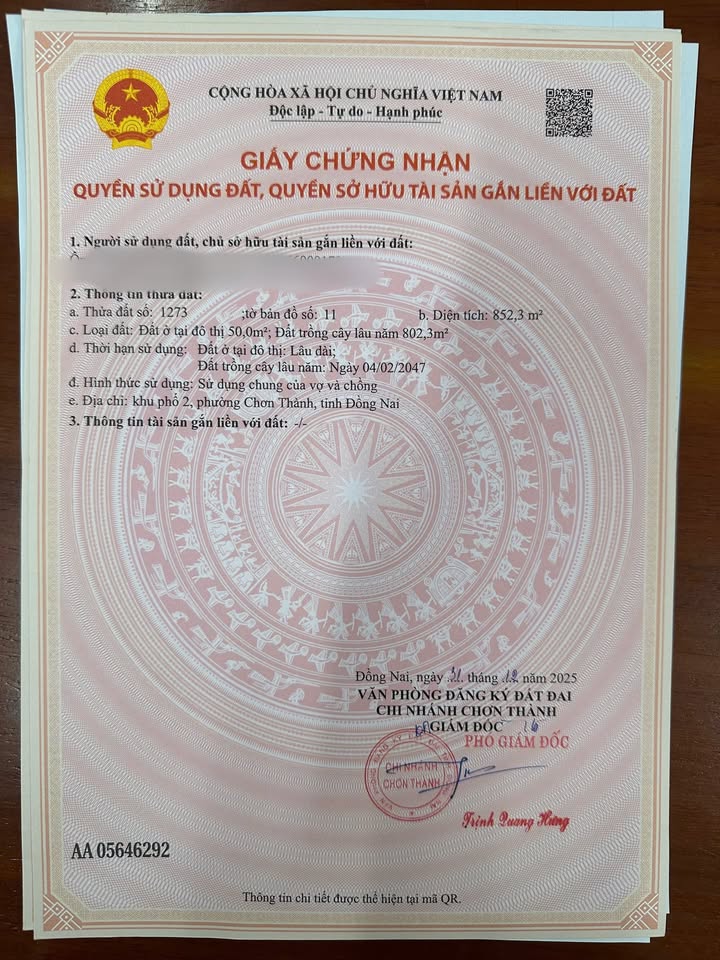 CỘNG HÒA XÃ HỘI CHỦ NGHĨA VIỆT NAM
Độc lập - Tự do - Hạnh phúc
GIẤY CHỨNG NHẬN
QUYỀN SỬ DỤNG ĐẤT, QUYỀN SỞ HỮU TÀI SẢN GẮN LIỀN VỚI ĐẤT
1. Người sử dụng đất, chủ sở hữu tài sản gắn liền với đất:
2. Thông tin thửa đất:
a. Thửa đất số: 1273 ;tờ bản đồ số: 11 b. Diện tích: 852,3 m²
c. Loại đất: Đất ở tại đô thị 50,0m²; Đất trồng cây lâu năm 802,3m²
d. Thời hạn sử dụng: Đất ở tại đô thị: Lâu dài;
Đất trồng cây lâu năm: Ngày 04/02/2047
đ. Hình thức sử dụng: Sử dụng chung của vợ và chồng
e. Địa chỉ: khu phố 2, phường Chơn Thành, tỉnh Đồng Nai
3. Thông tin tài sản gắn liền với đất: -/-
Đồng Nai, ngày 31 tháng 12 năm 2025
VĂN PHÒNG ĐĂNG KÝ ĐẤT ĐAI
CHI NHÁNH CHƠN THÀNH
GIÁM ĐỐC
PHÓ GIÁM ĐỐC
CHI NHÁNH
CHƠN THÀNH
Trịnh Quang Hưng
AA 05646292
Thông tin chi tiết được thể hiện tại mã QR.